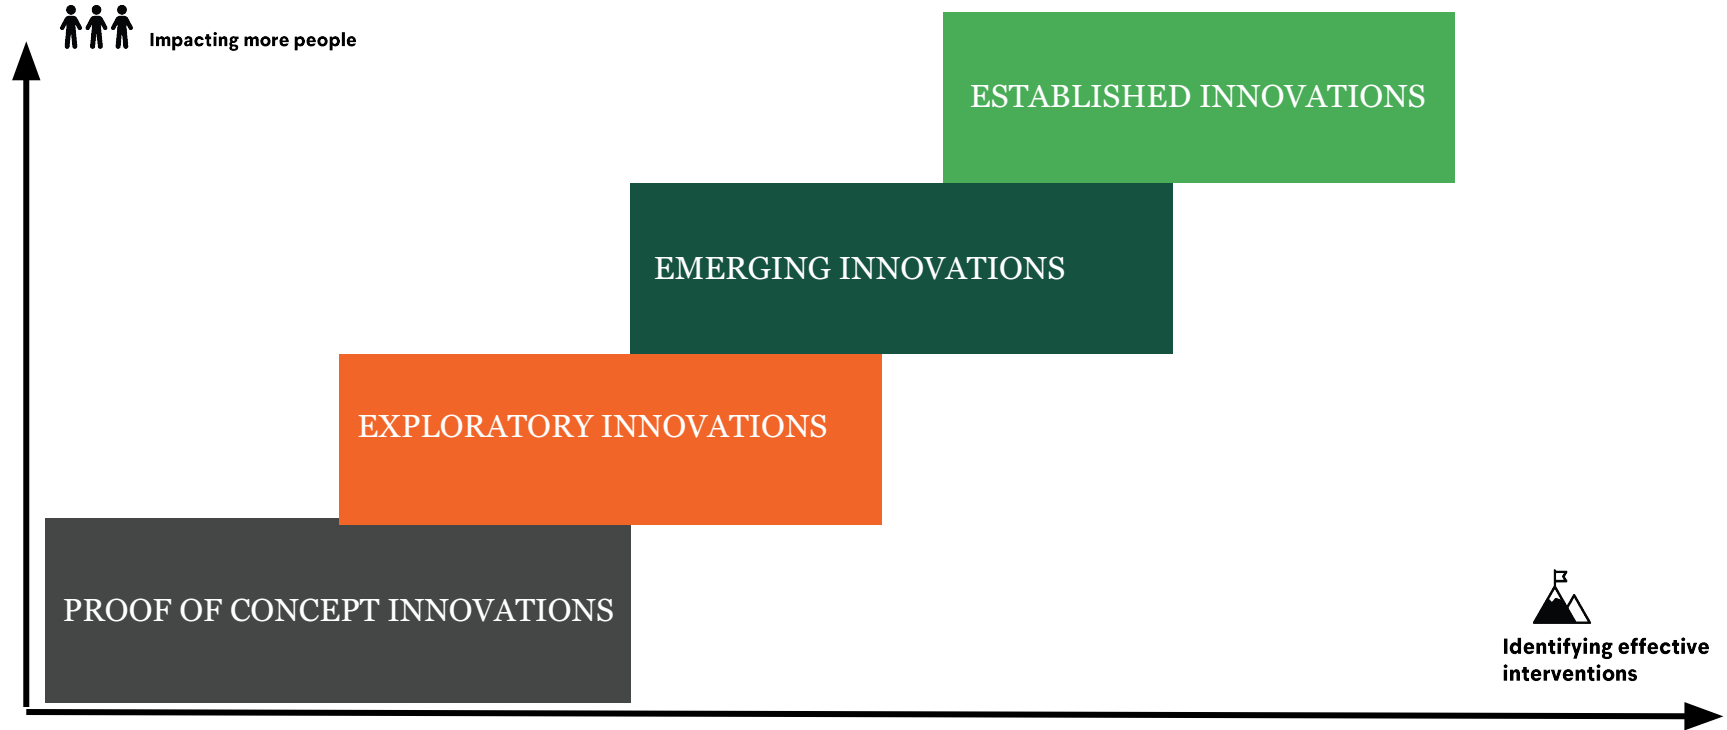 Impacting more people
ESTABLISHED INNOVATIONS
EMERGING INNOVATIONS
EXPLORATORY INNOVATIONS
PROOF OF CONCEPT INNOVATIONS
Identifying effective
interventions